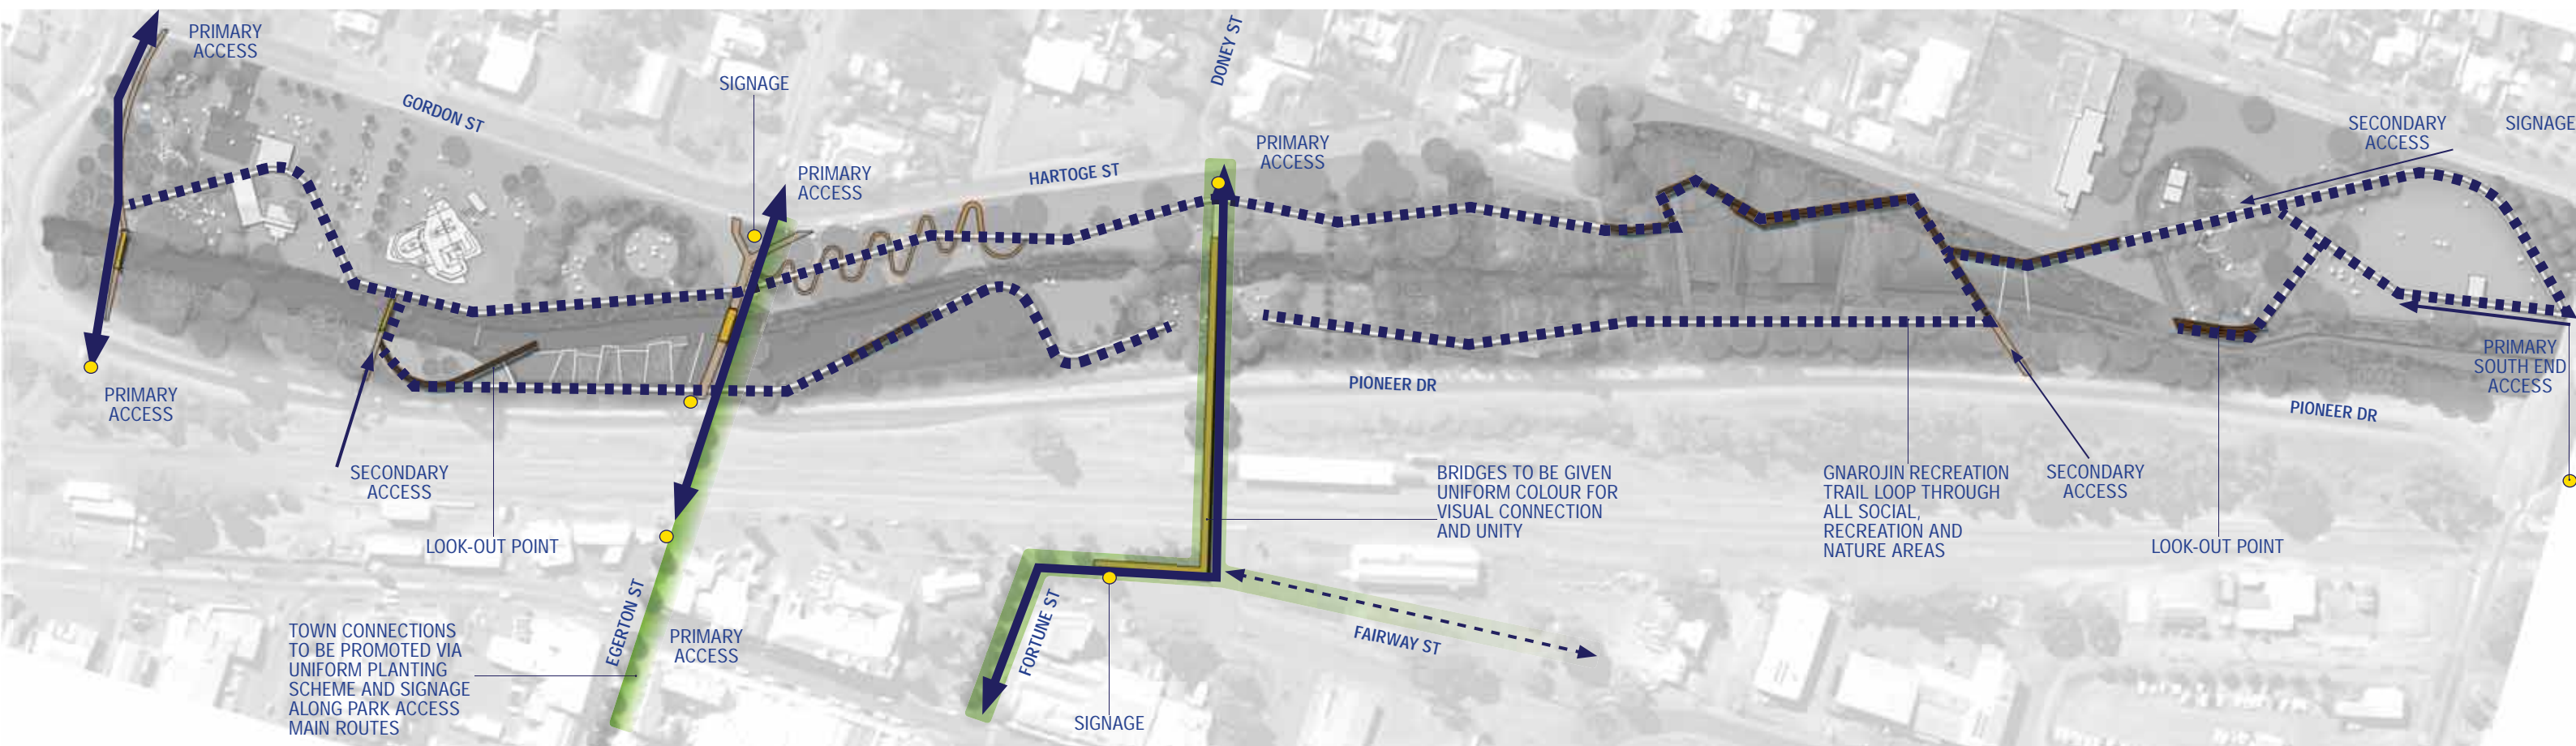 PRIMARY
ACCESS
GORDON ST
SIGNAGE
PRIMARY
ACCESS
HARTOGE ST
DONEY ST
PRIMARY
ACCESS
SECONDARY
ACCESS
SIGNAGE
PRIMARY
ACCESS
SECONDARY
ACCESS
LOOK-OUT POINT
PIONEER DR
PRIMARY
SOUTH END
ACCESS
PIONEER DR
BRIDGES TO BE GIVEN
UNIFORM COLOUR FOR
VISUAL CONNECTION
AND UNITY
GNAROJIN RECREATION
TRAIL LOOP THROUGH
ALL SOCIAL,
RECREATION AND
NATURE AREAS
SECONDARY
ACCESS
LOOK-OUT POINT
TOWN CONNECTIONS
TO BE PROMOTED VIA
UNIFORM PLANTING
SCHEME AND SIGNAGE
ALONG PARK ACCESS
MAIN ROUTES
EGERTON ST
PRIMARY
ACCESS
FORTUNE ST
SIGNAGE
FAIRWAY ST